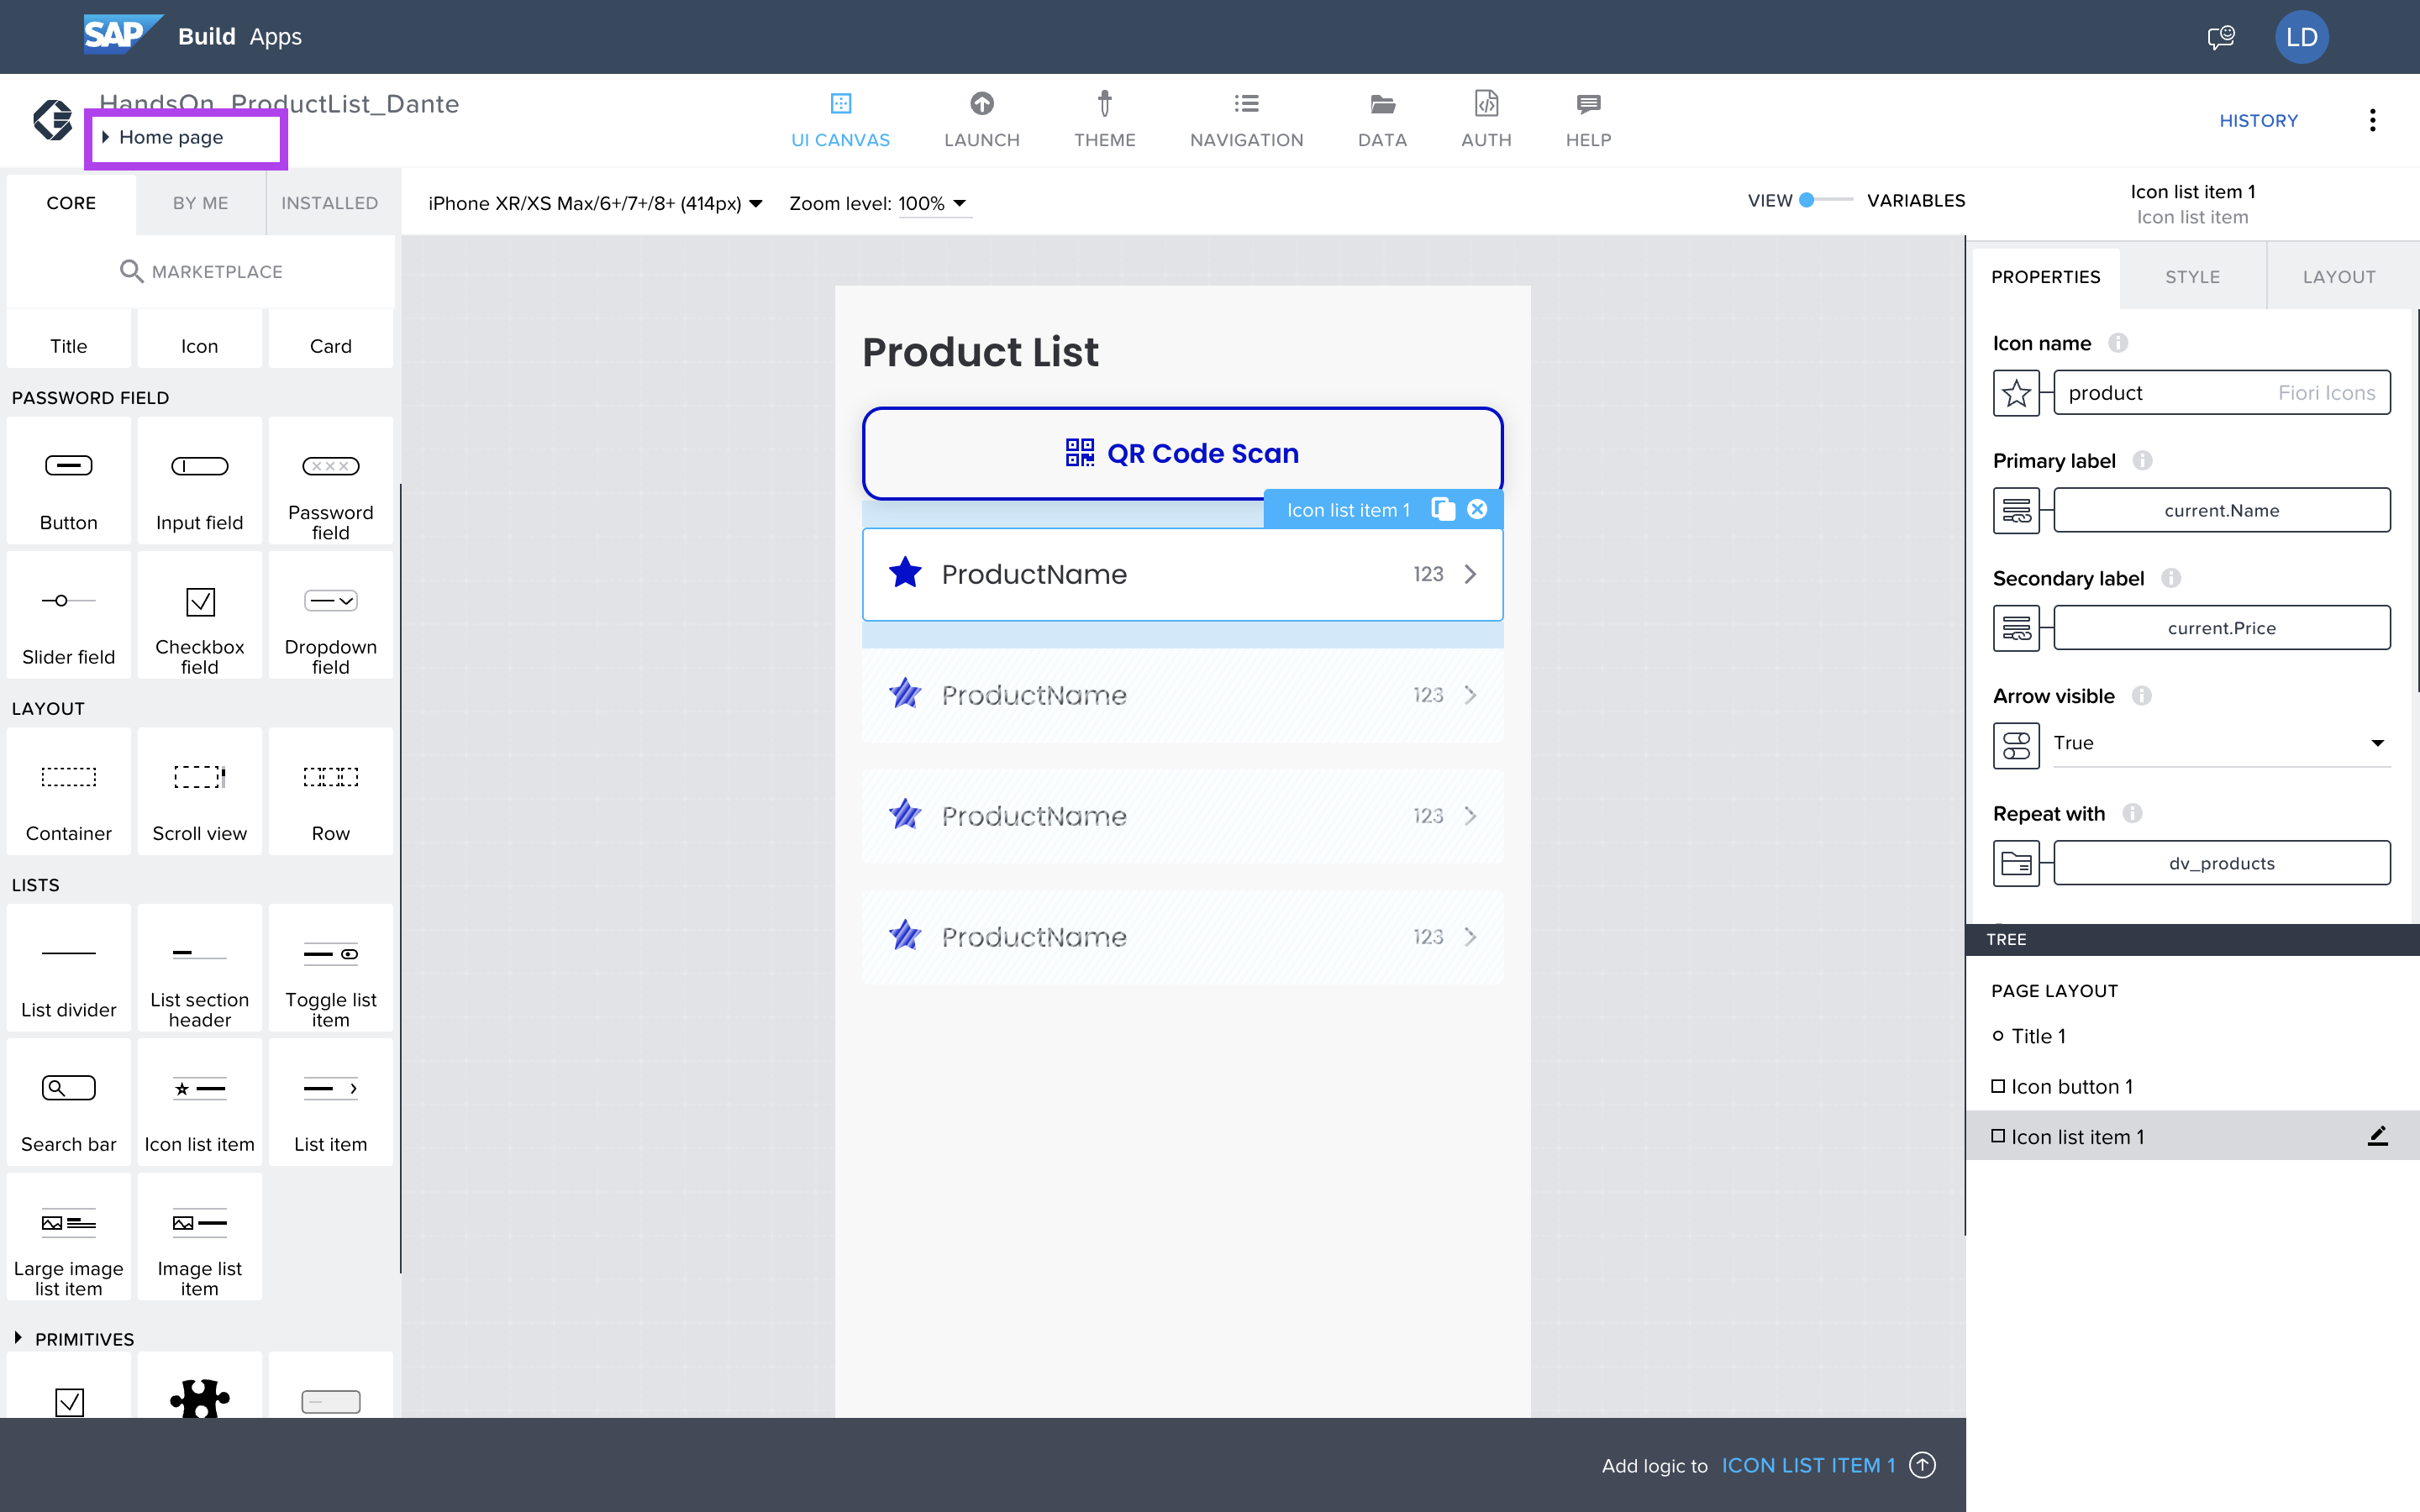 SAP Build Apps
LD
HandsOn_ProductList_Dante
Home page
UI CANVAS
LAUNCH
THEME
NAVIGATION
DATA
AUTH
HELP
HISTORY
CORE
BY ME
INSTALLED
MARKETPLACE
Title
Icon
Card
PASSWORD FIELD
Button
Input field
Password
field
Slider field
Checkbox
field
Dropdown
field
LAYOUT
Container
Scroll view
Row
LISTS
List divider
List section
header
Toggle list
item
Search bar
Icon list item
List item
Large image
list item
Image list
item
PRIMITIVES
iPhone XR/XS Max/6+/7+/8+ (414px)
Zoom level: 100%
VIEW
VARIABLES
Product List
QR Code Scan
Icon list item 1
ProductName 123
ProductName 123
ProductName 123
ProductName 123
Add logic to ICON LIST ITEM 1
Icon list item 1
Icon list item
PROPERTIES
STYLE
LAYOUT
Icon name
product Fiori Icons
Primary label
current.Name
Secondary label
current.Price
Arrow visible
True
Repeat with
dv_products
TREE
PAGE LAYOUT
Title 1
Icon button 1
Icon list item 1